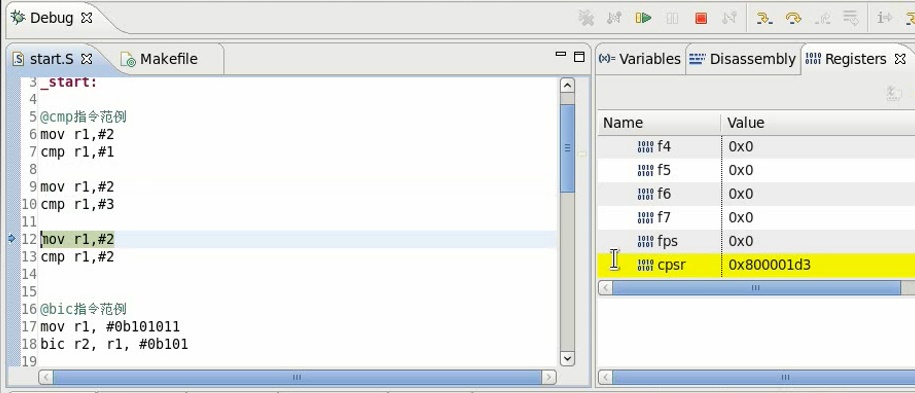 Debug
start.S
Makefile
3 _start:
4
5 @cmp指令范例
6 mov r1,#2
7 cmp r1,#1
8
9 mov r1,#2
10 cmp r1,#3
11
12 mov r1,#2
13 cmp r1,#2
14
15
16 @bic指令范例
17 mov r1, #0b101011
18 bic r2, r1, #0b101
19
(x)= Variables
Disassembly
Registers
Name Value
f4 0x0
f5 0x0
f6 0x0
f7 0x0
fps 0x0
cpsr 0x800001d3